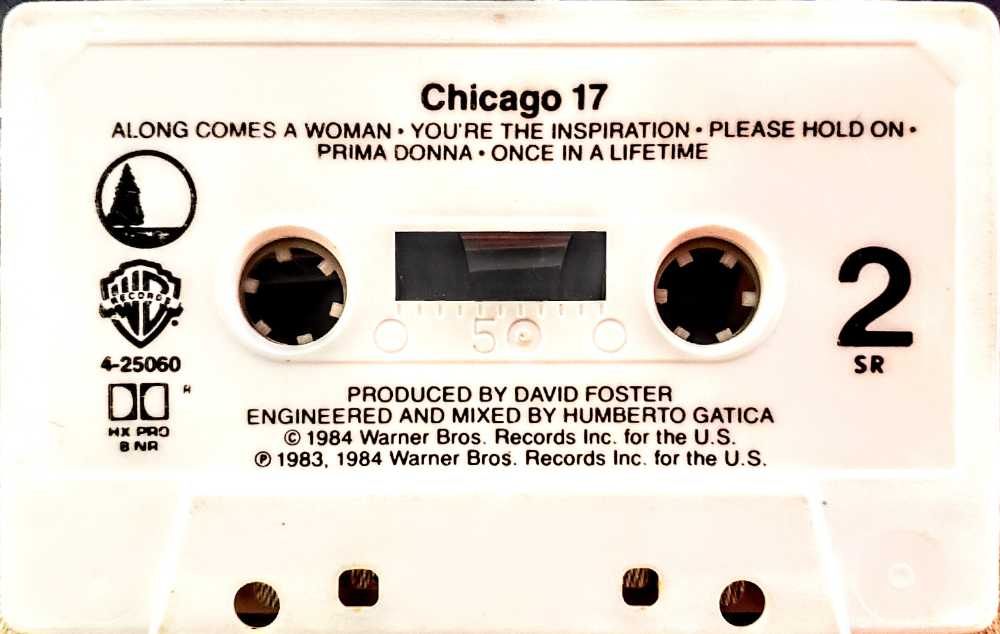 Chicago 17
ALONG COMES A WOMAN • YOU'RE THE INSPIRATION • PLEASE HOLD ON •
PRIMA DONNA • ONCE IN A LIFETIME
RECORDS
4-25060
HX PRO
B NR
50
2
SR
PRODUCED BY DAVID FOSTER
ENGINEERED AND MIXED BY HUMBERTO GATICA
© 1984 Warner Bros. Records Inc. for the U.S.
℗ 1983, 1984 Warner Bros. Records Inc. for the U.S.